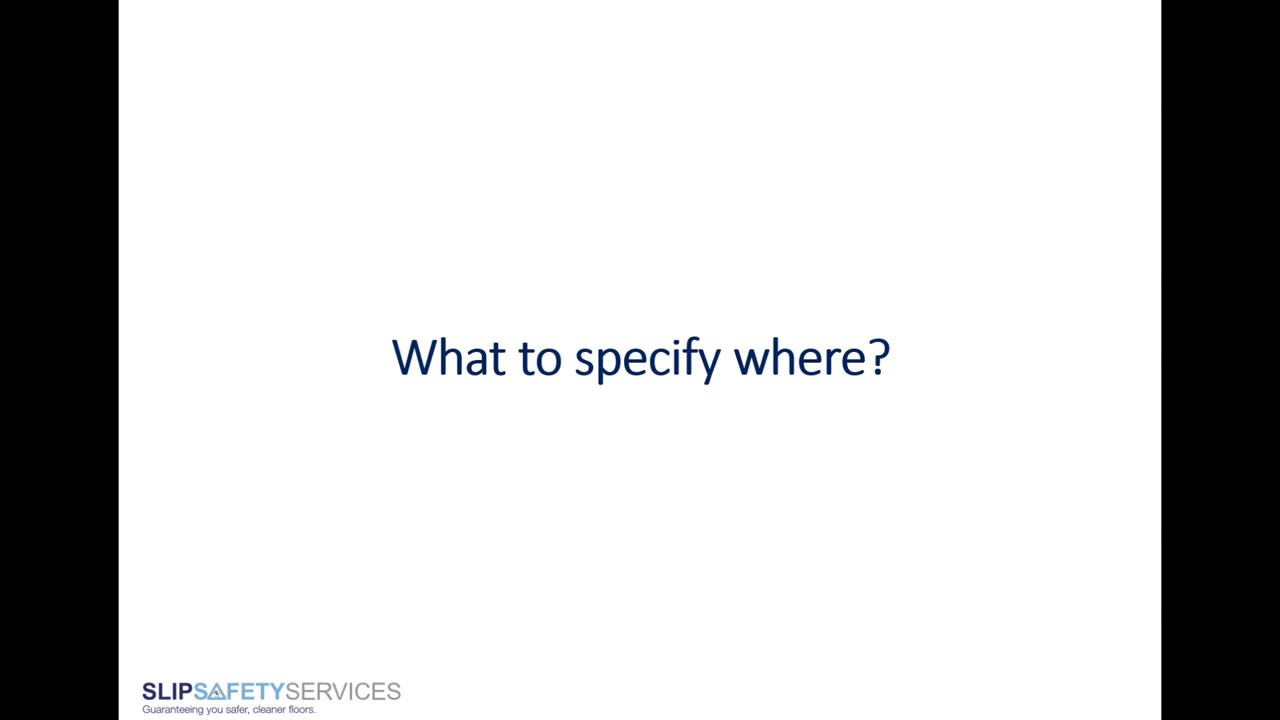 What to specify where?
SLIPSAFETYSERVICES
Guaranteeing you safer, cleaner floors.